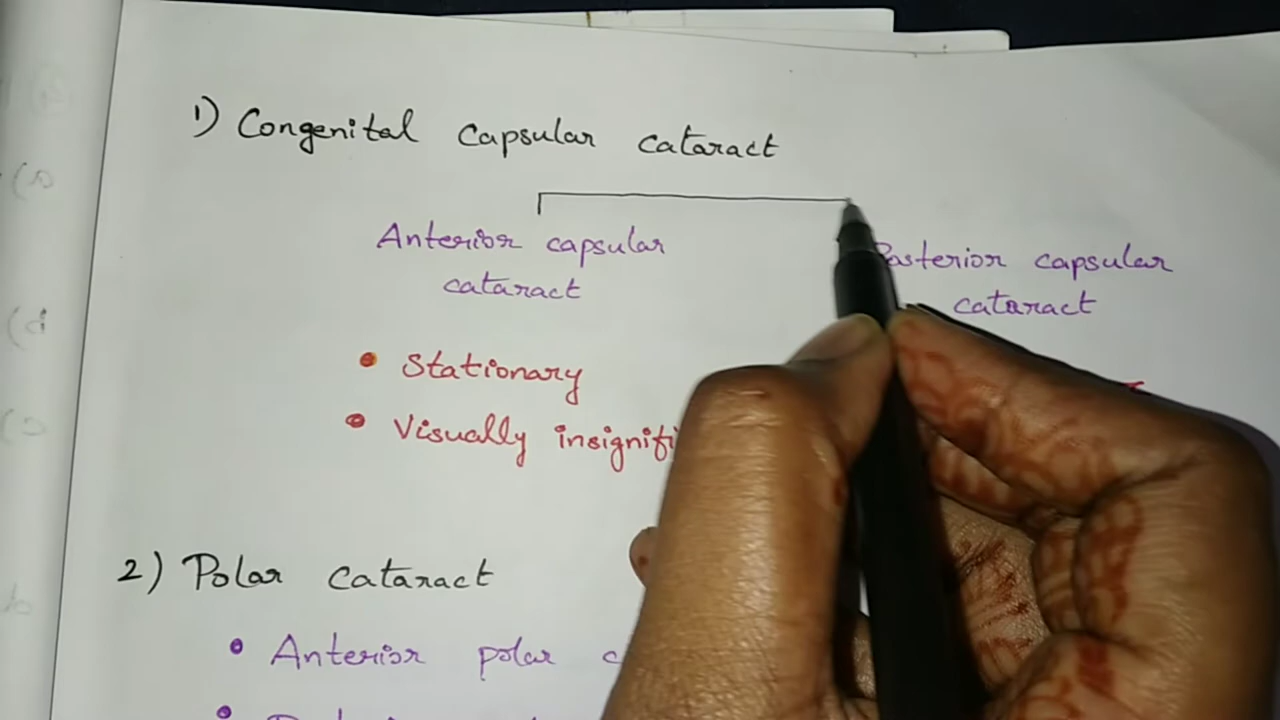 1) Congenital capsular cataract
Anterior capsular
cataract
Posterior capsular
cataract
• Stationary
• Visually
2) Polar cataract
• Anterior polar